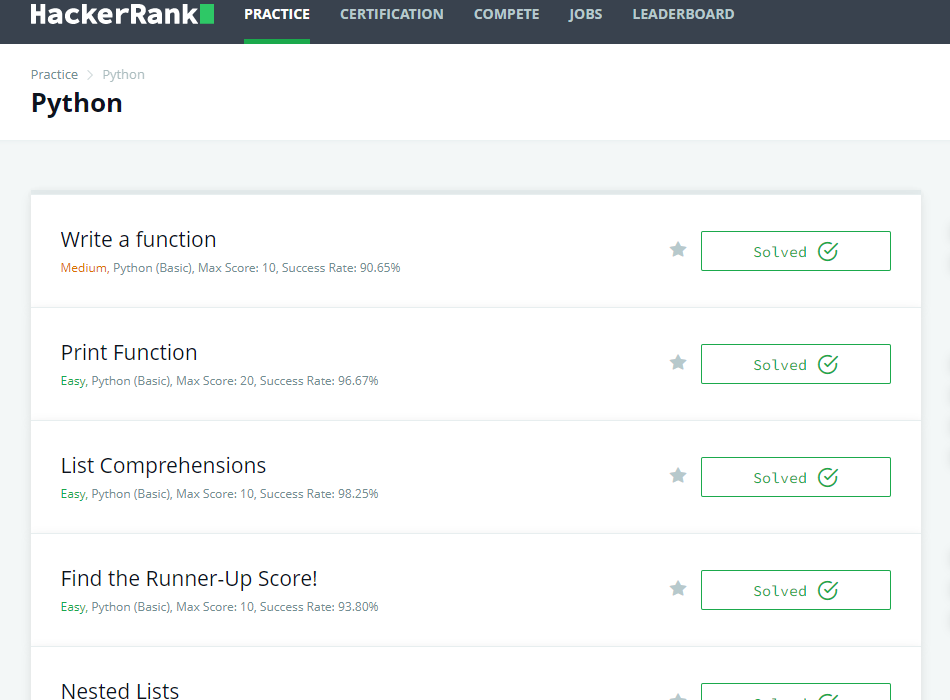 HackerRank PRACTICE CERTIFICATION COMPETE JOBS LEADERBOARD
Practice > Python
Python
Write a function
Medium, Python (Basic), Max Score: 10, Success Rate: 90.65%
Solved
Print Function
Easy, Python (Basic), Max Score: 20, Success Rate: 96.67%
Solved
List Comprehensions
Easy, Python (Basic), Max Score: 10, Success Rate: 98.25%
Solved
Find the Runner-Up Score!
Easy, Python (Basic), Max Score: 10, Success Rate: 93.80%
Solved
Nested Lists